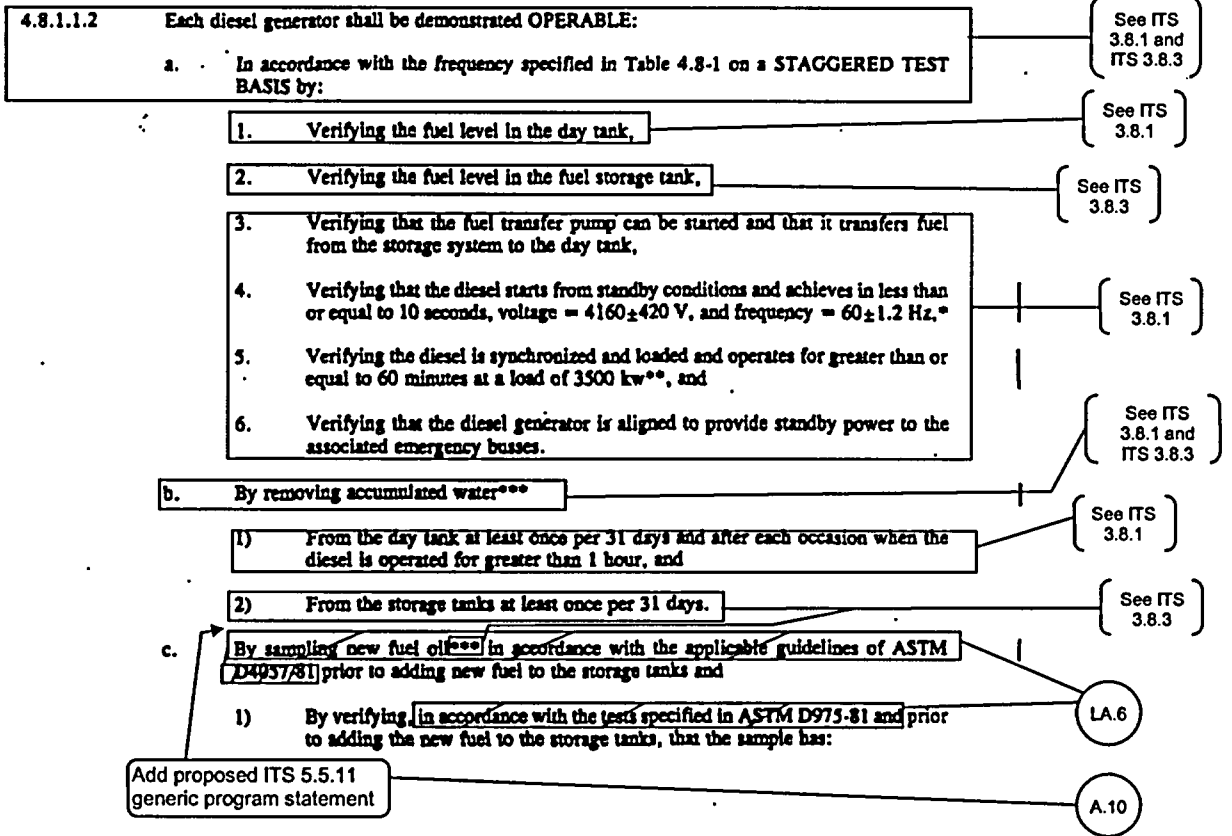 4.8.1.1.2 Each diesel generator shall be demonstrated OPERABLE:
See ITS
3.8.1 and
ITS 3.8.3
a. In accordance with the frequency specified in Table 4.8-1 on a STAGGERED TEST
BASIS by:
1. Verifying the fuel level in the day tank,
See ITS
3.8.1
2. Verifying the fuel level in the fuel storage tank,
See ITS
3.8.3
3. Verifying that the fuel transfer pump can be started and that it transfers fuel
from the storage system to the day tank,
4. Verifying that the diesel starts from standby conditions and achieves in less than
or equal to 10 seconds, voltage = 4160±420 V, and frequency = 60±1.2 Hz,*
See ITS
3.8.1
5. Verifying the diesel is synchronized and loaded and operates for greater than or
equal to 60 minutes at a load of 3500 kw**, and
6. Verifying that the diesel generator is aligned to provide standby power to the
associated emergency busses.
See ITS
3.8.1 and
ITS 3.8.3
b. By removing accumulated water***
1) From the day tank at least once per 31 days and after each occasion when the
diesel is operated for greater than 1 hour, and
See ITS
3.8.1
2) From the storage tanks at least once per 31 days.
See ITS
3.8.3
c. By sampling new fuel oil*** in accordance with the applicable guidelines of ASTM
D4057/81 prior to adding new fuel to the storage tanks and
1) By verifying, in accordance with the tests specified in ASTM D975-81 and prior
to adding the new fuel to the storage tanks, that the sample has:
LA.6
Add proposed ITS 5.5.11
generic program statement
A.10